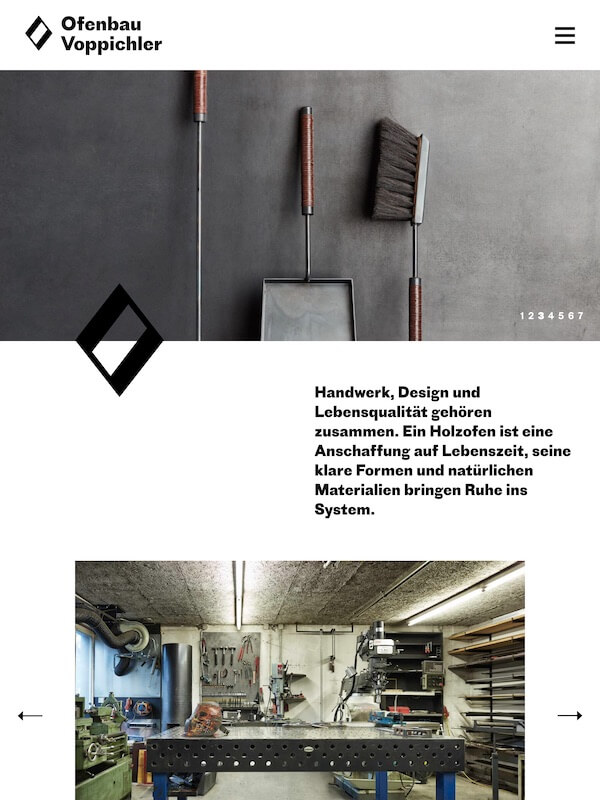 Ofenbau
Voppichler
1 2 3 4 5 6 7
Handwerk, Design und
Lebensqualität gehören
zusammen. Ein Holzofen ist eine
Anschaffung auf Lebenszeit, seine
klare Formen und natürlichen
Materialien bringen Ruhe ins
System.